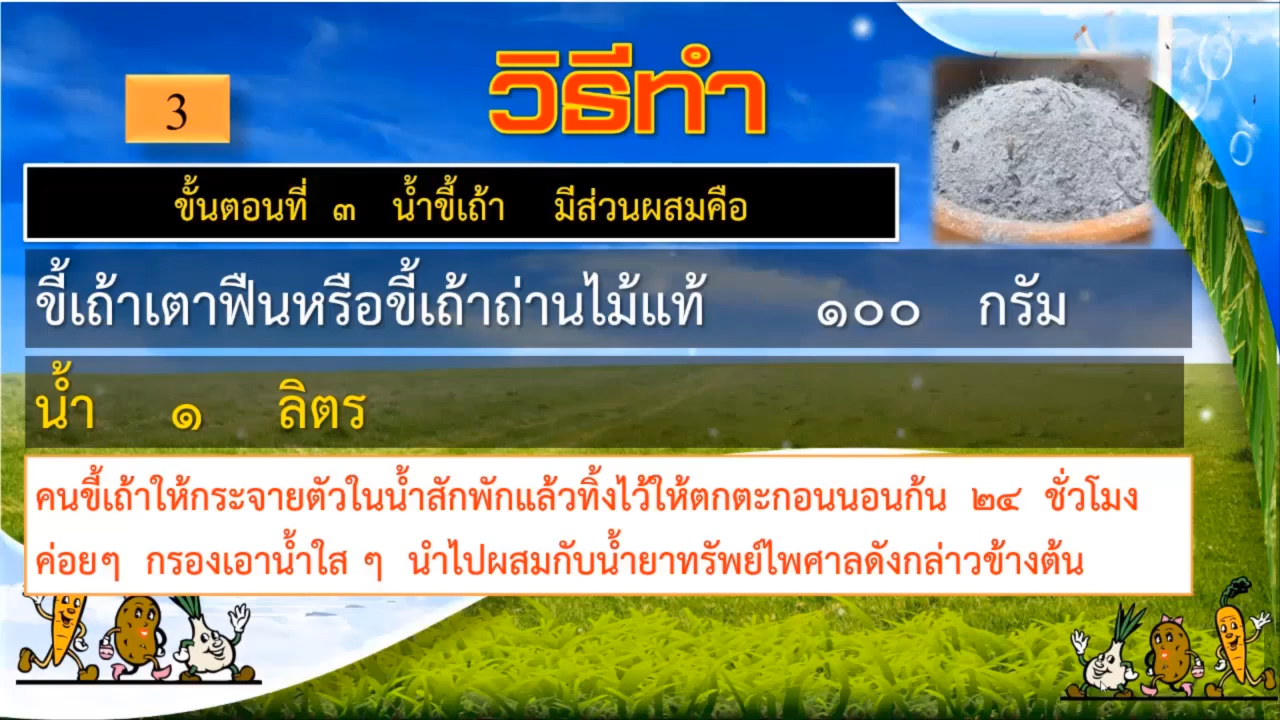 วิธีทำ
3
ขั้นตอนที่ ๓ น้ำขี้เถ้า มีส่วนผสมคือ
ขี้เถ้าเตาฟืนหรือขี้เถ้าถ่านไม้แท้ ๑๐๐ กรัม
น้ำ ๑ ลิตร
คนขี้เถ้าให้กระจายตัวในน้ำสักพักแล้วทิ้งไว้ให้ตกตะกอนนอนก้น ๒๔ ชั่วโมง
ค่อยๆ กรองเอาน้ำใส ๆ นำไปผสมกับน้ำยาทรัพย์ไพศาลดังกล่าวข้างต้น